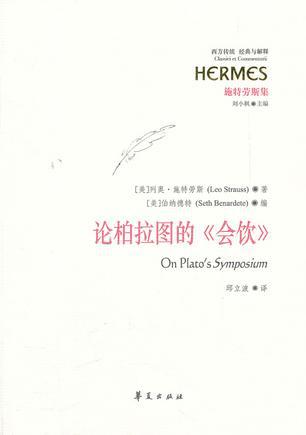 西方传统 经典与解释
Classici et Commentarii
HERMES
施特劳斯集
刘小枫●主编
[美]列奥·施特劳斯 (Leo Strauss) ● 著
[美]伯纳德特 (Seth Benardete) ● 编
论柏拉图的《会饮》
On Plato's Symposium
邱立波 ● 译
华夏出版社